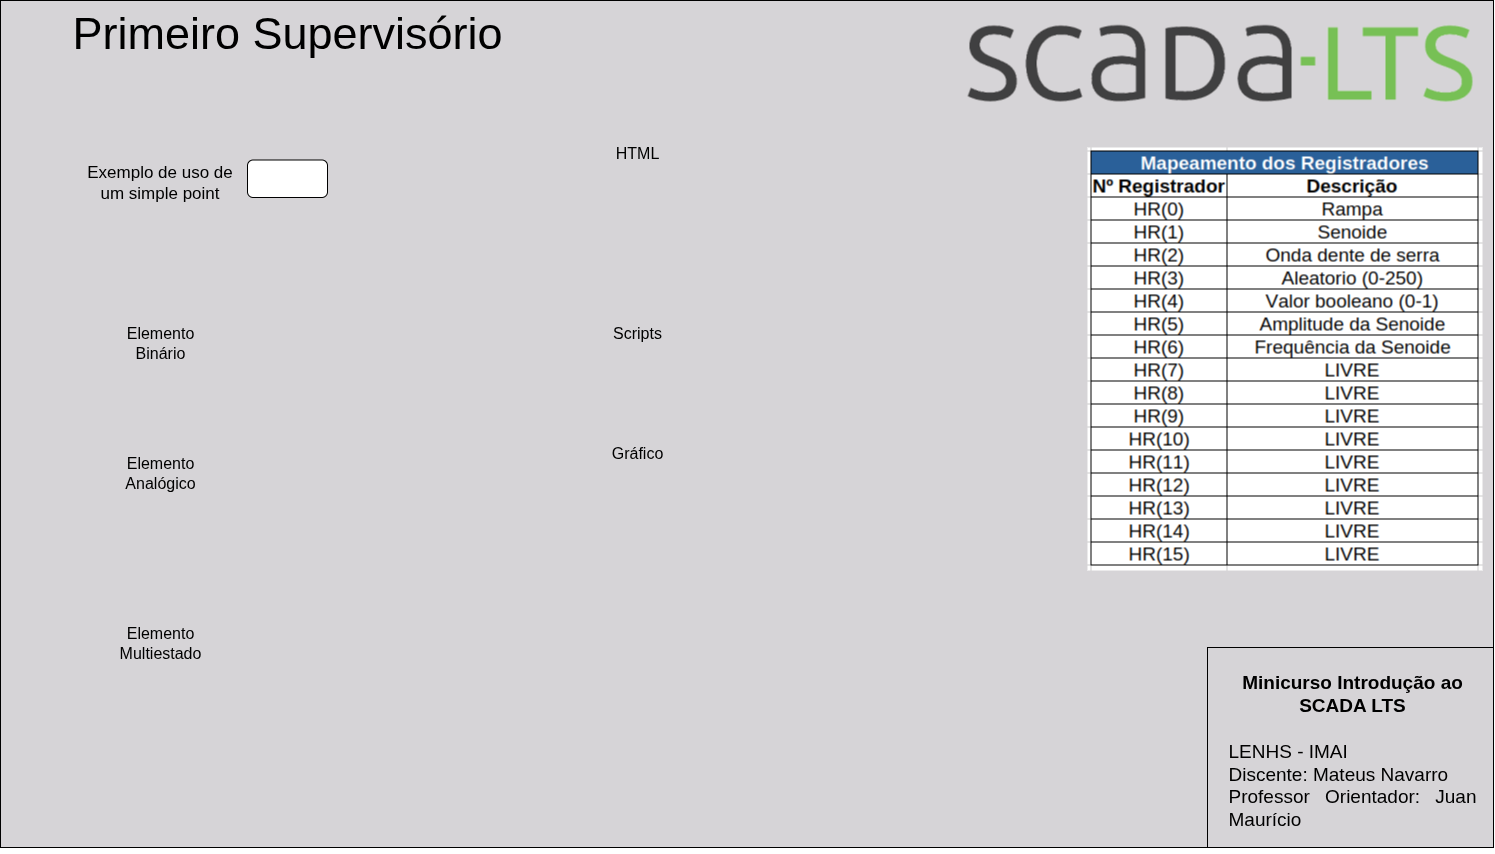 Primeiro Supervisório
SCADA-LTS
Exemplo de uso de
um simple point
HTML
Elemento
Binário
Scripts
Elemento
Analógico
Gráfico
Elemento
Multiestado
Mapeamento dos Registradores
Nº Registrador Descrição
HR(0) Rampa
HR(1) Senoide
HR(2) Onda dente de serra
HR(3) Aleatorio (0-250)
HR(4) Valor booleano (0-1)
HR(5) Amplitude da Senoide
HR(6) Frequência da Senoide
HR(7) LIVRE
HR(8) LIVRE
HR(9) LIVRE
HR(10) LIVRE
HR(11) LIVRE
HR(12) LIVRE
HR(13) LIVRE
HR(14) LIVRE
HR(15) LIVRE
Minicurso Introdução ao
SCADA LTS
LENHS - IMAI
Discente: Mateus Navarro
Professor Orientador: Juan
Maurício